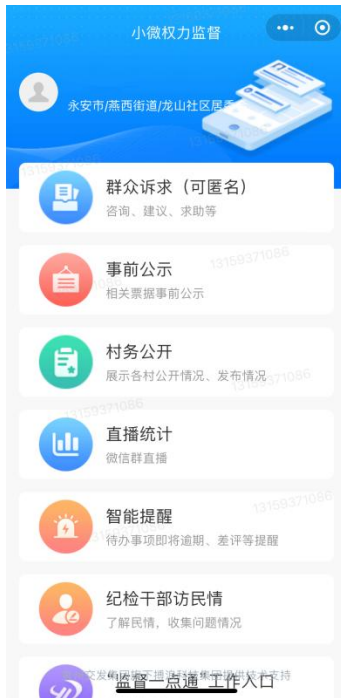 小微权力监督
永安市/燕西街道/龙山社区居
群众诉求（可匿名）
咨询、建议、求助等
事前公示
13159371086
相关票据事前公示
村务公开
展示各村公开情况、发布情况
13159371086
直播统计
微信群直播
智能提醒
13159371086
待办事项即将逾期、差评等提醒
纪检干部访民情
了解民情，收集问题情况
"监督一点通"工作入口